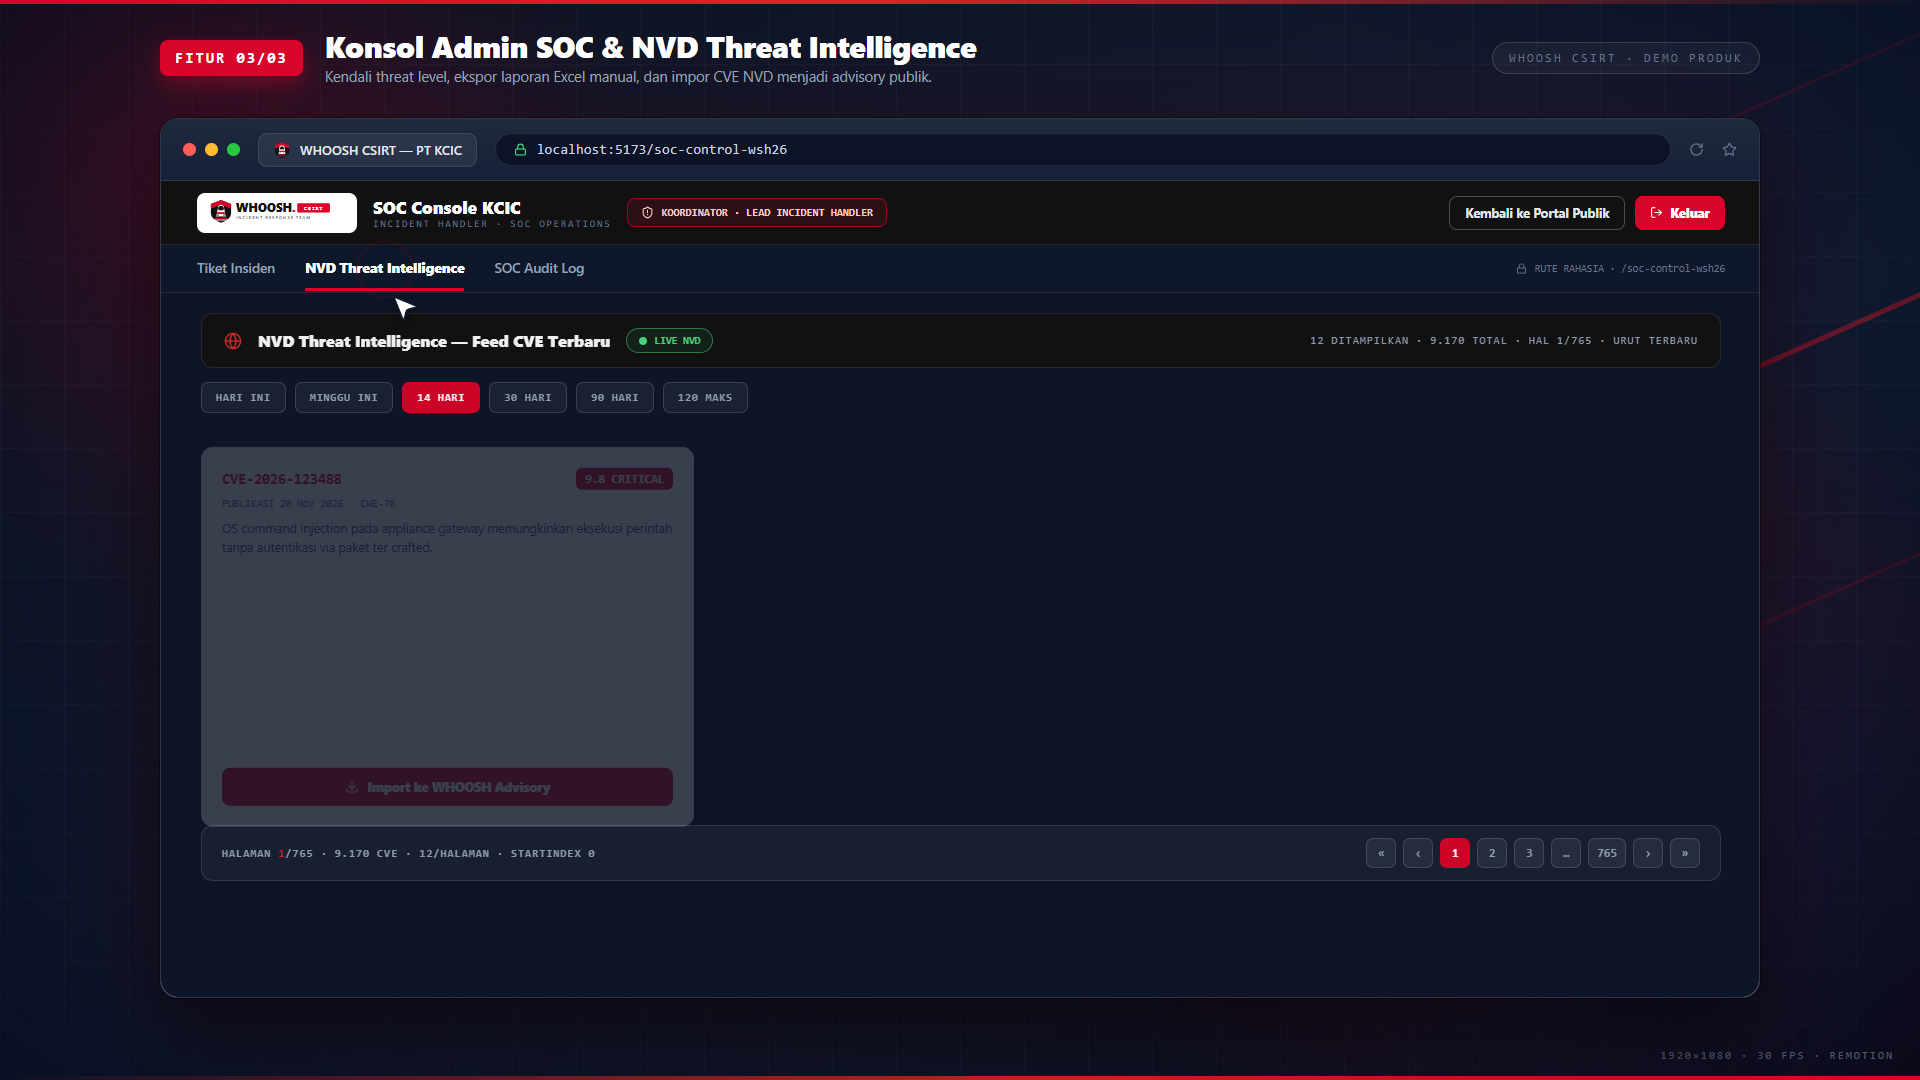 FITUR 03/03
Konsol Admin SOC & NVD Threat Intelligence
Kendali threat level, ekspor laporan Excel manual, dan impor CVE NVD menjadi advisory publik.
WHOOSH CSIRT · DEMO PRODUK
WHOOSH CSIRT — PT KCIC
localhost:5173/soc-control-wsh26
WHOOSH. CSIRT
INCIDENT RESPONSE TEAM
SOC Console KCIC
INCIDENT HANDLER · SOC OPERATIONS
KOORDINATOR · LEAD INCIDENT HANDLER
Kembali ke Portal Publik
Keluar
Tiket Insiden
NVD Threat Intelligence
SOC Audit Log
RUTE RAHASIA · /soc-control-wsh26
NVD Threat Intelligence — Feed CVE Terbaru
LIVE NVD
12 DITAMPILKAN · 9.170 TOTAL · HAL 1/765 · URUT TERBARU
HARI INI
MINGGU INI
14 HARI
30 HARI
90 HARI
120 MAKS
CVE-2026-123488
9.8 CRITICAL
PUBLIKASI 20 Nov 2026 · CWE-78
OS command injection pada appliance gateway memungkinkan eksekusi perintah
tanpa autentikasi via paket ter crafted.
Import ke WHOOSH Advisory
HALAMAN 1/765 · 9.170 CVE · 12/HALAMAN · STARTINDEX 0
« ‹ 1 2 3 … 765 › »
1920×1080 · 30 FPS · REMOTION